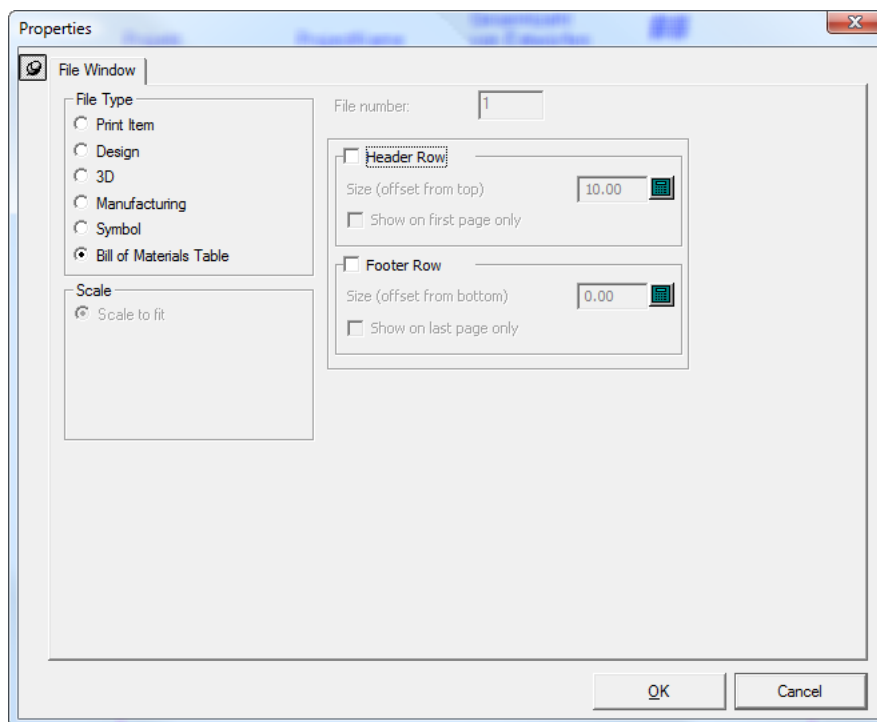 Properties
File Window
File Type
Print Item
Design
3D
Manufacturing
Symbol
Bill of Materials Table
Scale
Scale to fit
File number: 1
Header Row
Size (offset from top) 10.00
Show on first page only
Footer Row
Size (offset from bottom) 0.00
Show on last page only
OK Cancel